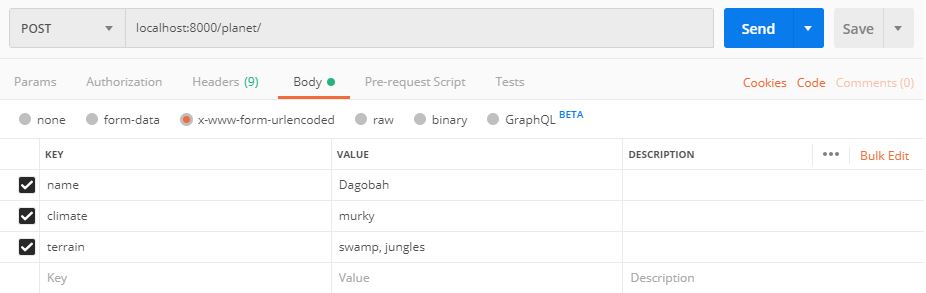 POST localhost:8000/planet/ Send Save
Params Authorization Headers (9) Body Pre-request Script Tests Cookies Code Comments (0)
none form-data x-www-form-urlencoded raw binary GraphQL BETA
KEY VALUE DESCRIPTION ••• Bulk Edit
name Dagobah
climate murky
terrain swamp, jungles
Key Value Description